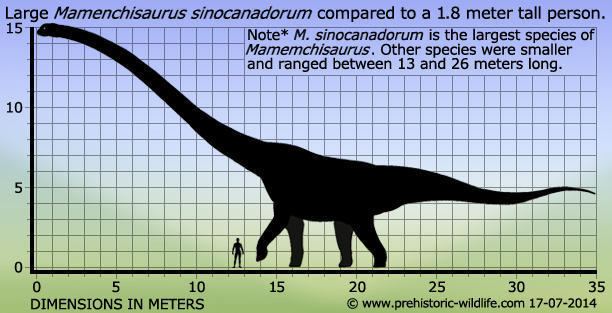 Large Mamenchisaurus sinocanadorum compared to a 1.8 meter tall person.
Note* M. sinocanadorum is the largest species of
Mamemchisaurus. Other species were smaller
and ranged between 13 and 26 meters long.
15
10
5
0
0 5 10 15 20 25 30 35
DIMENSIONS IN METERS © www.prehistoric-wildlife.com 17-07-2014